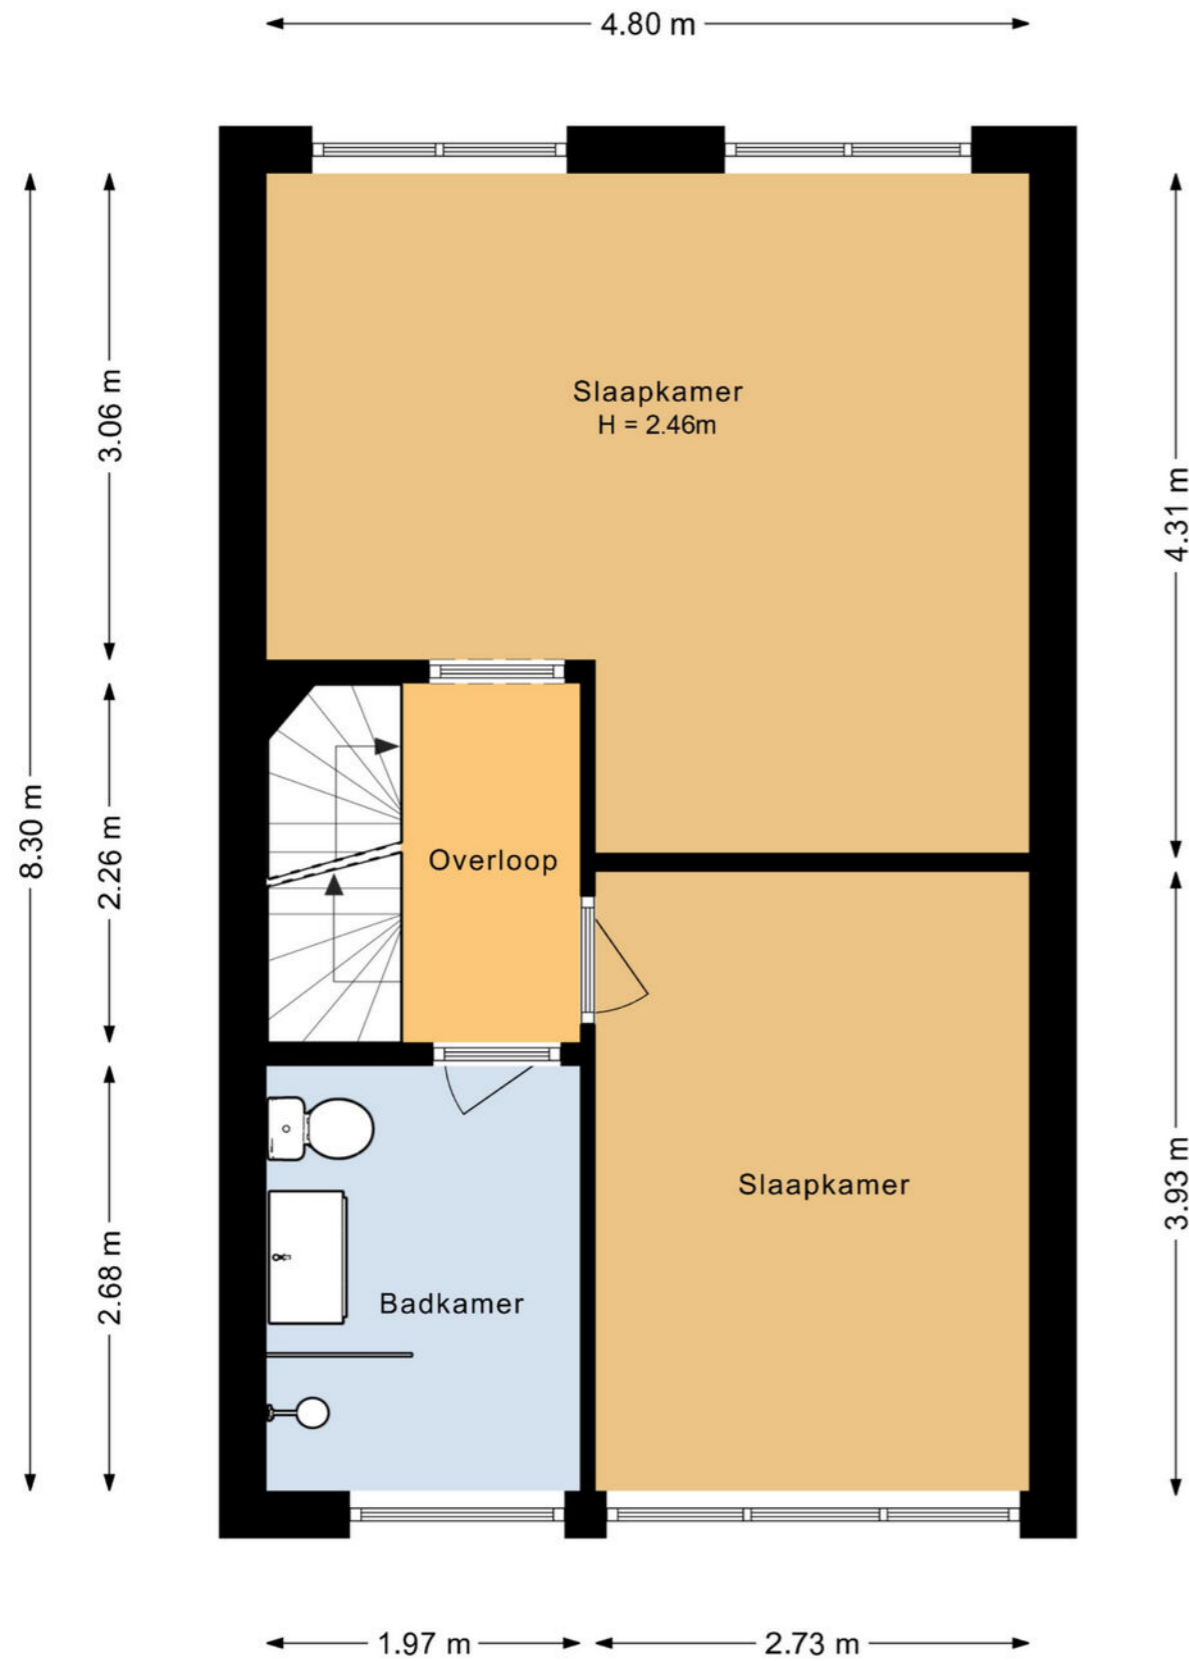 4.80 m
3.06 m
Slaapkamer
H = 2.46m
4.31 m
8.30 m
2.26 m
Overloop
3.93 m
Slaapkamer
2.68 m
Badkamer
1.97 m
2.73 m